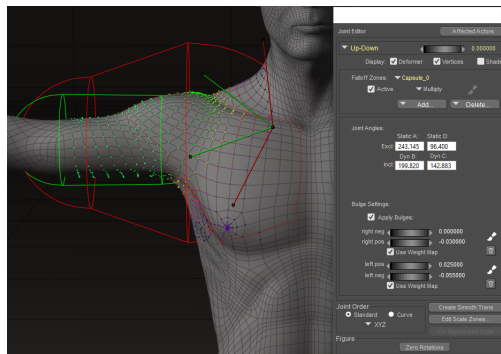 Joint Editor Affected Actors
Up-Down 0.000000
Display: Deformer Vertices Shade
Falloff Zones: Capsule_0
Active Multiply
Add... Delete...
Joint Angles:
Static A: Static D:
Excl: 243.145 96.400
Dyn B: Dyn C:
Incl: 199.820 142.883
Bulge Settings:
Apply Bulges:
right neg 0.000000
right pos -0.030000
Use Weight Map
left pos 0.025000
left neg -0.055000
Use Weight Map
Joint Order Create Smooth Trans
Standard Curve Edit Scale Zones...
XYZ
Figure
Zero Rotations...